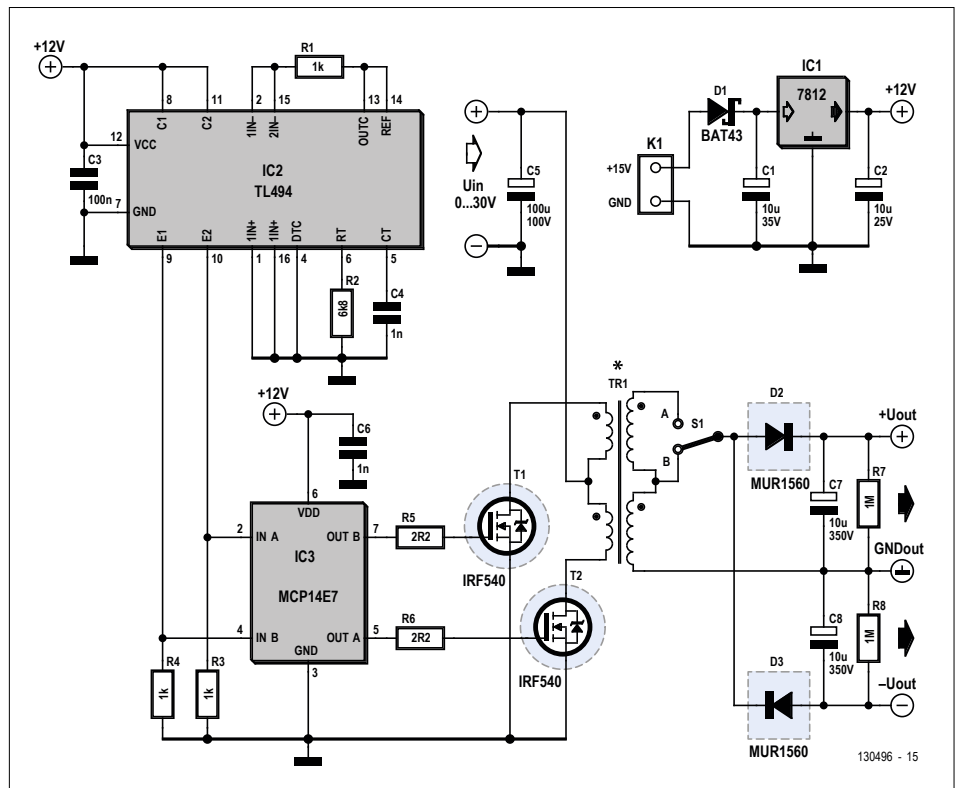 +12V
8
C1
11
C2
2
1IN–
15
2IN–
R1
1k
13
OUTC
14
REF
12
VCC
C3
100n
7
GND
IC2
TL494
E1
9
E2
10
1IN+
1
1IN+
16
DTC
4
RT
6
CT
5
R2
6k8
C4
1n
Uin
0...30V
C5
100u
100V
K1
+15V
GND
D1
BAT43
IC1
7812
+12V
C1
10u
35V
C2
10u
25V
+12V
C6
1n
6
VDD
2
IN A
OUT B
7
IC3
MCP14E7
4
IN B
OUT A
5
GND
3
R4
1k
R3
1k
R5
2R2
R6
2R2
T1
IRF540
T2
IRF540
*
TR1
A
S1
B
D2
MUR1560
D3
MUR1560
C7
10u
350V
C8
10u
350V
R7
1M
R8
1M
+Uout
GNDout
–Uout
130496 - 15